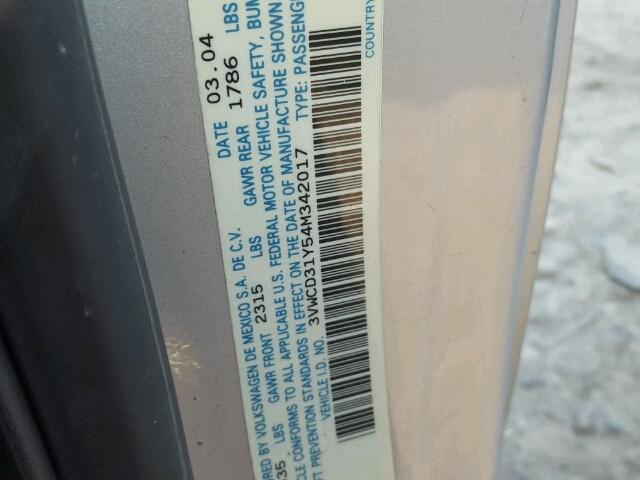 RED BY VOLKSWAGEN DE MEXICO S.A. DE C.V. DATE 03.04
35 LBS GAWR FRONT 2315 LBS GAWR REAR 1786 LBS
CLE CONFORMS TO ALL APPLICABLE U.S. FEDERAL MOTOR VEHICLE SAFETY, BUM
FT PREVENTION STANDARDS IN EFFECT ON THE DATE OF MANUFACTURE SHOWN
VEHICLE I.D. NO. 3VWCD31Y54M342017 TYPE: PASSENG
COUNTRY